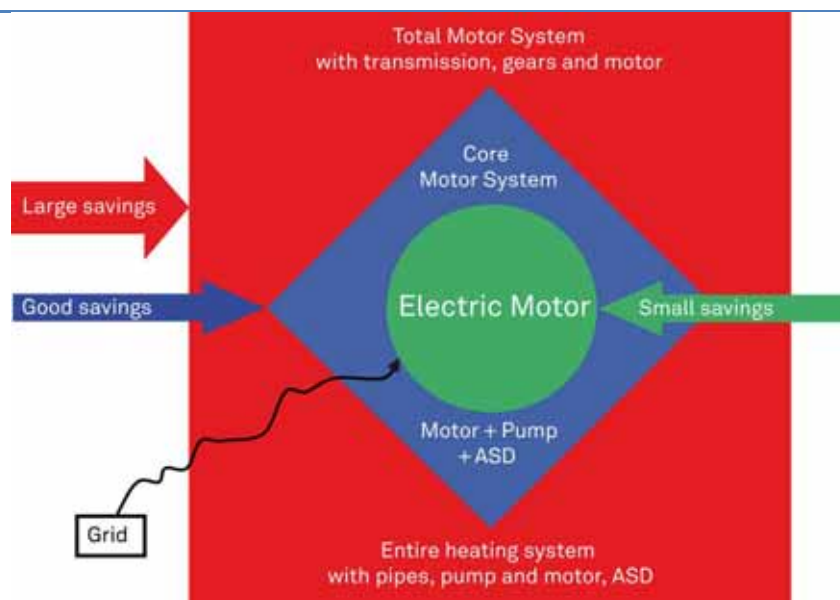 Total Motor System
with transmission, gears and motor
Core
Motor System
Large savings
Good savings
Electric Motor
Small savings
Motor + Pump
+ ASD
Grid
Entire heating system
with pipes, pump and motor, ASD